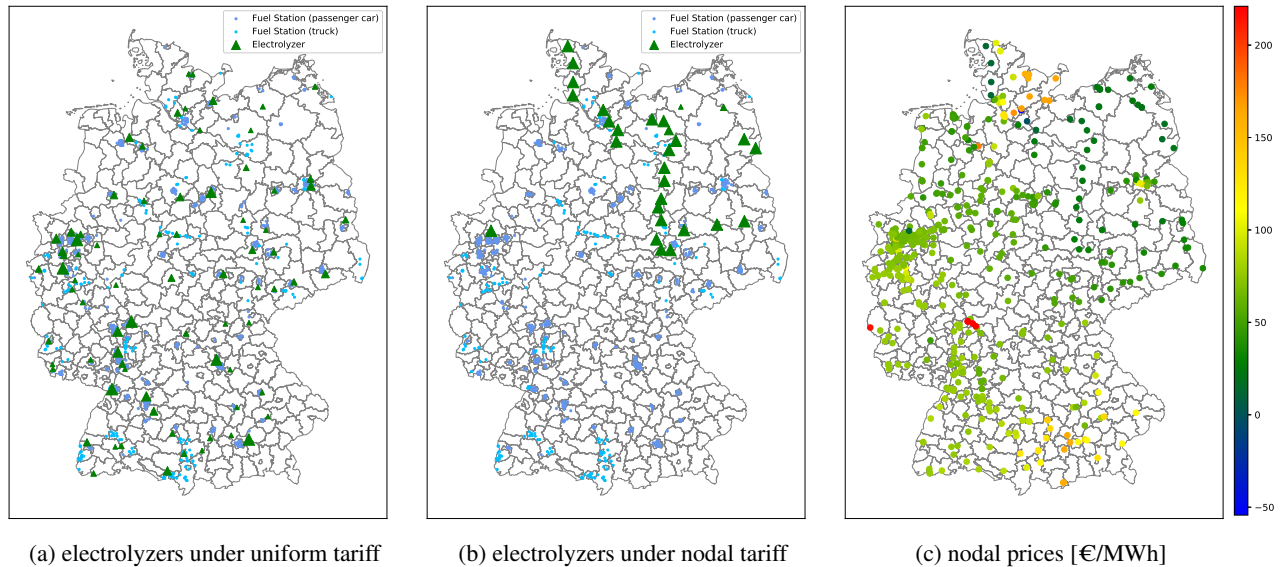 Fuel Station (passenger car)
Fuel Station (truck)
Electrolyzer
Fuel Station (passenger car)
Fuel Station (truck)
Electrolyzer
200
150
100
50
0
−50
(a) electrolyzers under uniform tariff
(b) electrolyzers under nodal tariff
(c) nodal prices [€/MWh]